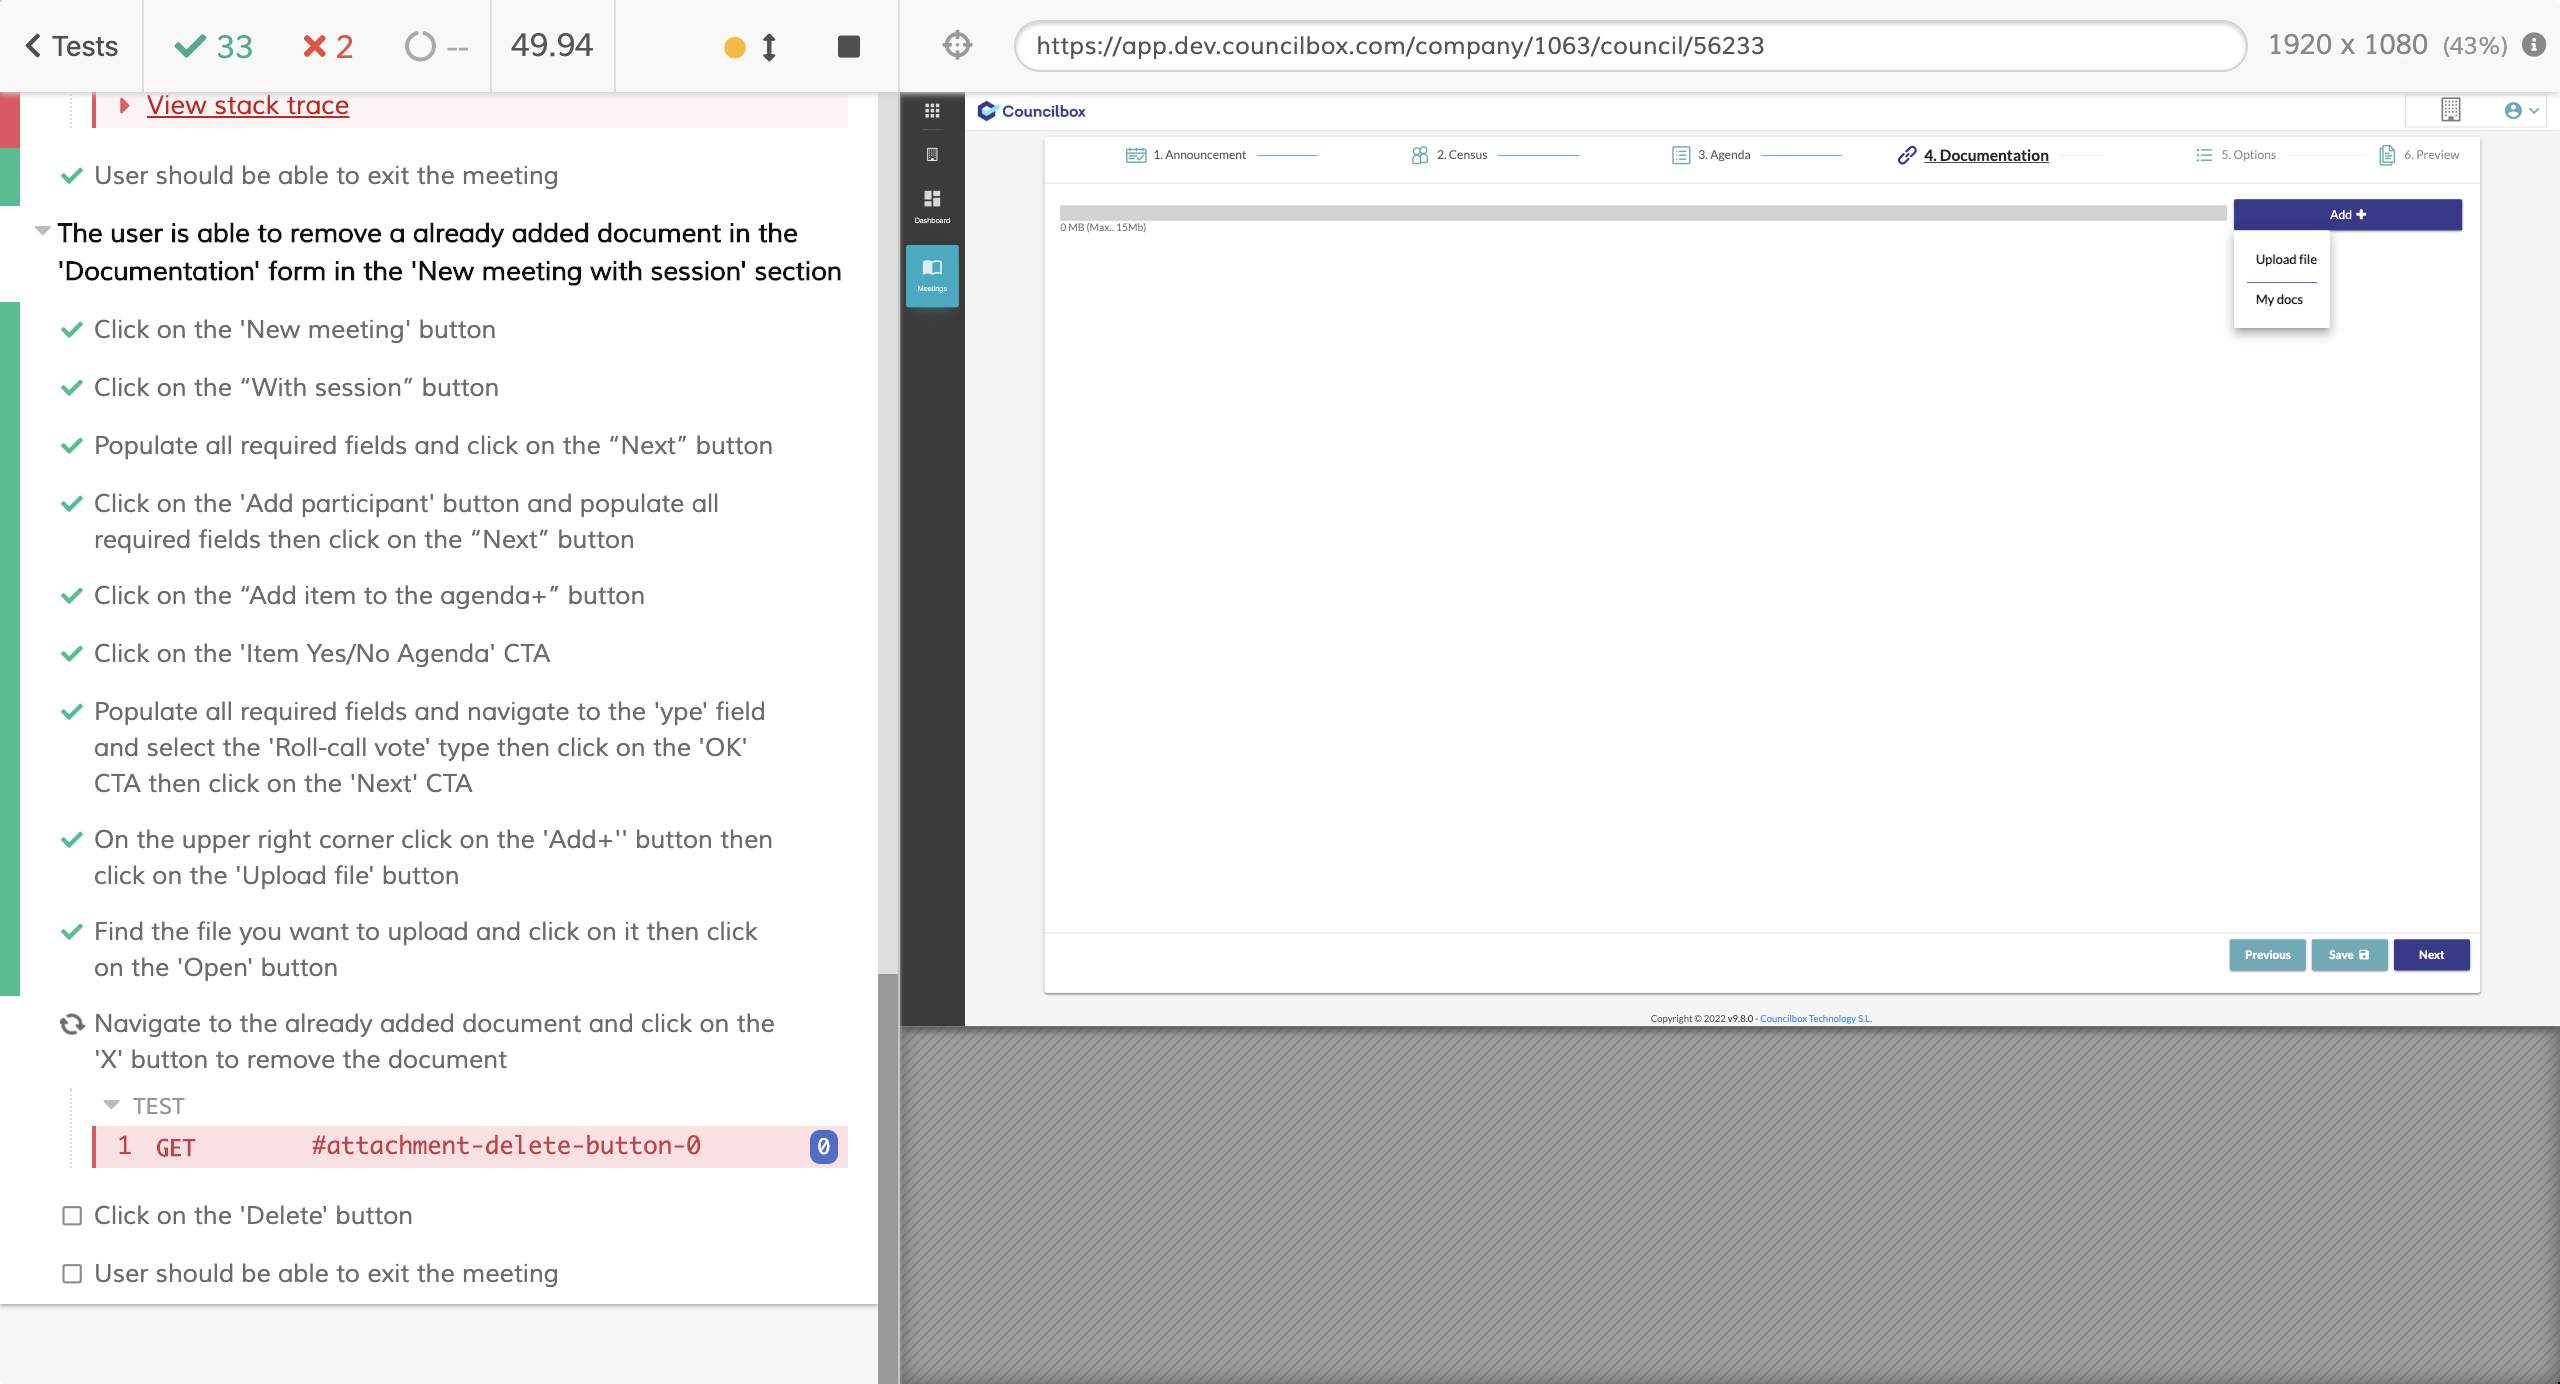 Tests
33
2
--
49.94
https://app.dev.councilbox.com/company/1063/council/56233
1920 x 1080 (43%)
View stack trace
User should be able to exit the meeting
The user is able to remove a already added document in the
'Documentation' form in the 'New meeting with session' section
Click on the 'New meeting' button
Click on the “With session” button
Populate all required fields and click on the “Next” button
Click on the 'Add participant' button and populate all
required fields then click on the “Next” button
Click on the “Add item to the agenda+” button
Click on the 'Item Yes/No Agenda' CTA
Populate all required fields and navigate to the 'ype' field
and select the 'Roll-call vote' type then click on the 'OK'
CTA then click on the 'Next' CTA
On the upper right corner click on the 'Add+'' button then
click on the 'Upload file' button
Find the file you want to upload and click on it then click
on the 'Open' button
Navigate to the already added document and click on the
'X' button to remove the document
TEST
1 GET #attachment-delete-button-0 0
Click on the 'Delete' button
User should be able to exit the meeting
Councilbox
Dashboard
Meetings
1. Announcement
2. Census
3. Agenda
4. Documentation
5. Options
6. Preview
0 MB (Max.. 15Mb)
Add +
Upload file
My docs
Previous
Save
Next
Copyright © 2022 v9.8.0 - Councilbox Technology S.L.